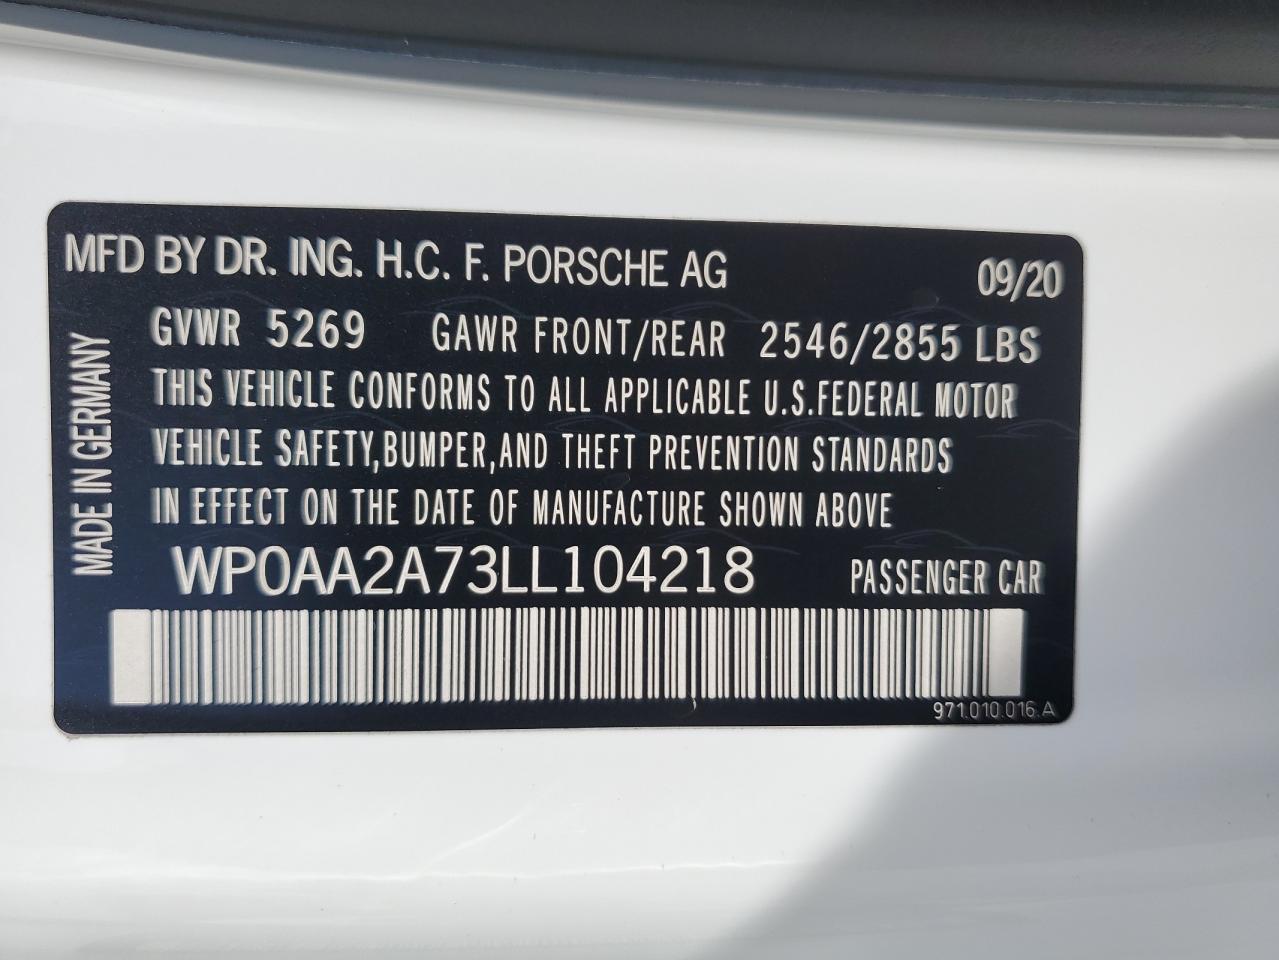 MFD BY DR. ING. H.C. F. PORSCHE AG 09/20
GVWR 5269 GAWR FRONT/REAR 2546/2855 LBS
THIS VEHICLE CONFORMS TO ALL APPLICABLE U.S.FEDERAL MOTOR
VEHICLE SAFETY,BUMPER,AND THEFT PREVENTION STANDARDS
IN EFFECT ON THE DATE OF MANUFACTURE SHOWN ABOVE
WP0AA2A73LL104218 PASSENGER CAR
971.010.016.A
MADE IN GERMANY